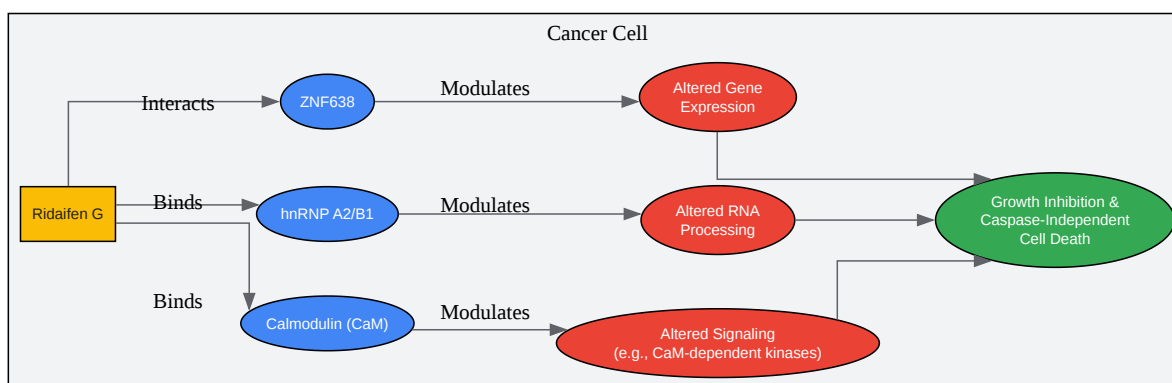 Cancer Cell
Interacts
ZNF638
Modulates
Altered Gene
Expression
Ridaifen G
Binds
hnRNP A2/B1
Modulates
Altered RNA
Processing
Growth Inhibition &
Caspase-Independent
Cell Death
Binds
Calmodulin (CaM)
Modulates
Altered Signaling
(e.g., CaM-dependent kinases)